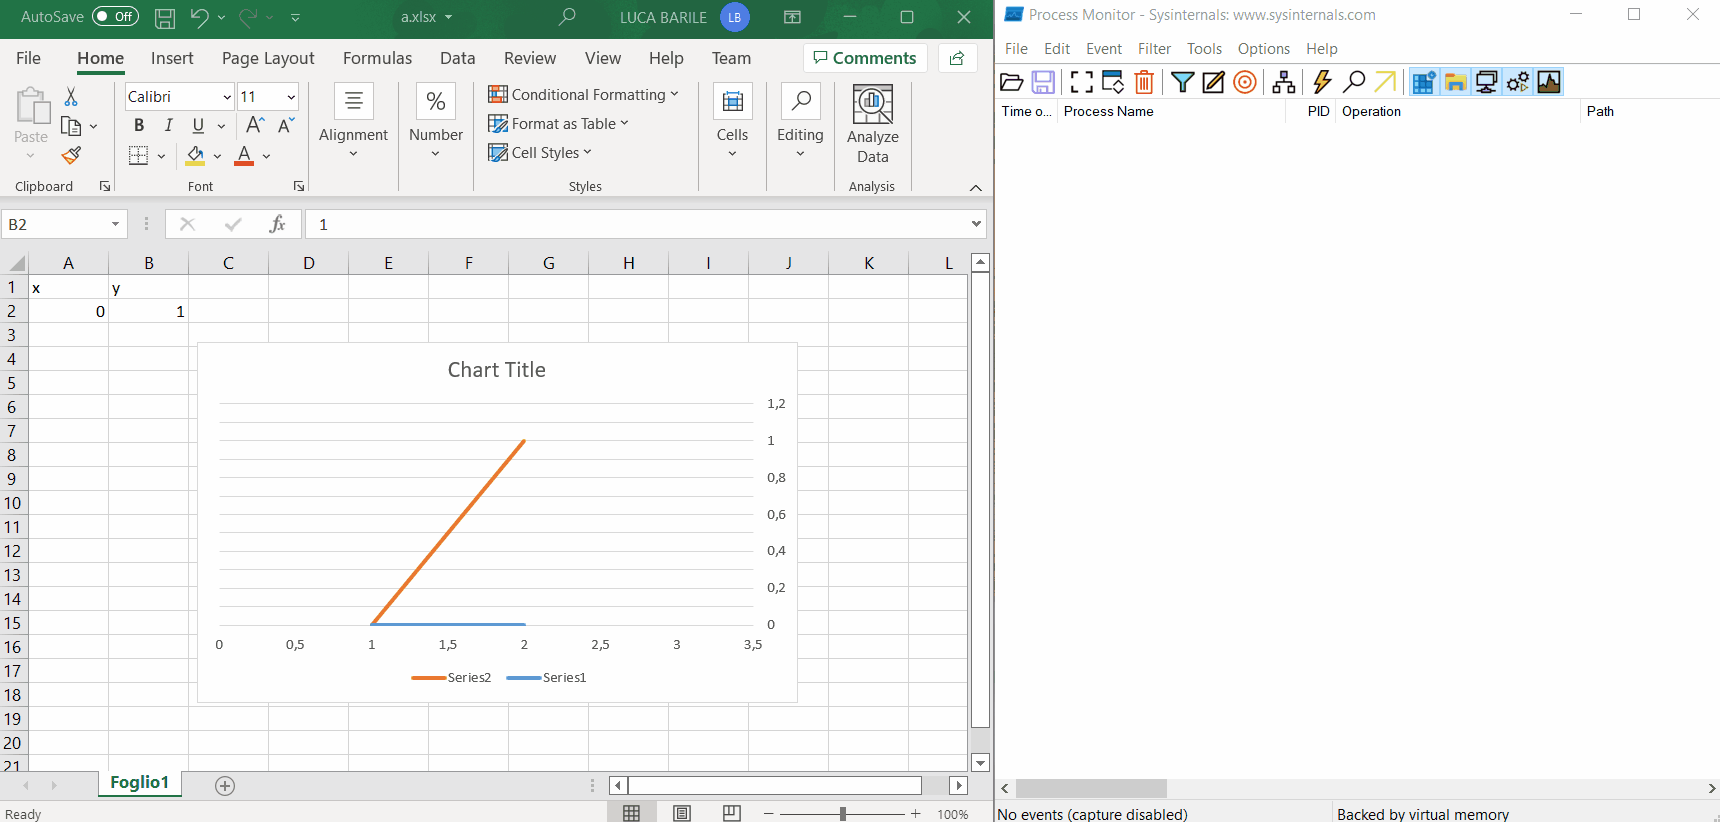 AutoSave Off a.xlsx LUCA BARILE LB
File Home Insert Page Layout Formulas Data Review View Help Team Comments
Paste
Clipboard
Calibri 11
B I U A A
A
Font
Alignment
%
Number
Conditional Formatting
Format as Table
Cell Styles
Styles
Cells
Editing
Analyze
Data
Analysis
B2 fx 1
A B C D E F G H I J K L
1 x y
2 0 1
3
4
5
6
7
8
9
10
11
12
13
14
15
16
17
18
19
20
21
Chart Title
1,2
1
0,8
0,6
0,4
0,2
0
0 0,5 1 1,5 2 2,5 3 3,5
Series2 Series1
Foglio1
Ready 100%
Process Monitor - Sysinternals: www.sysinternals.com
File Edit Event Filter Tools Options Help
Time o... Process Name PID Operation Path
No events (capture disabled) Backed by virtual memory